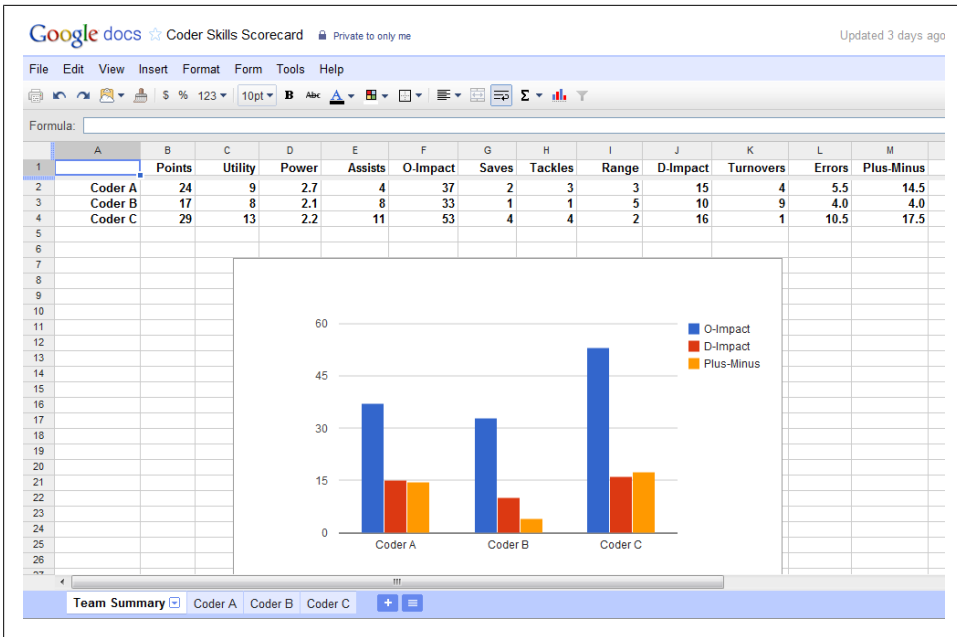 Google docs Coder Skills Scorecard Private to only me Updated 3 days ago
File Edit View Insert Format Form Tools Help
$ % 123 10pt B Abc A Σ
Formula:
A B C D E F G H I J K L M
1 Points Utility Power Assists O-Impact Saves Tackles Range D-Impact Turnovers Errors Plus-Minus
2 Coder A 24 9 2.7 4 37 2 3 3 15 4 5.5 14.5
3 Coder B 17 8 2.1 8 33 1 1 5 10 9 4.0 4.0
4 Coder C 29 13 2.2 11 53 4 4 2 16 1 10.5 17.5
5
6
7
8
9
10
11 60 O-Impact
12 D-Impact
13 Plus-Minus
14 45
15
16
17
18 30
19
20
21 15
22
23
24 0
25 Coder A Coder B Coder C
26
27
Team Summary Coder A Coder B Coder C